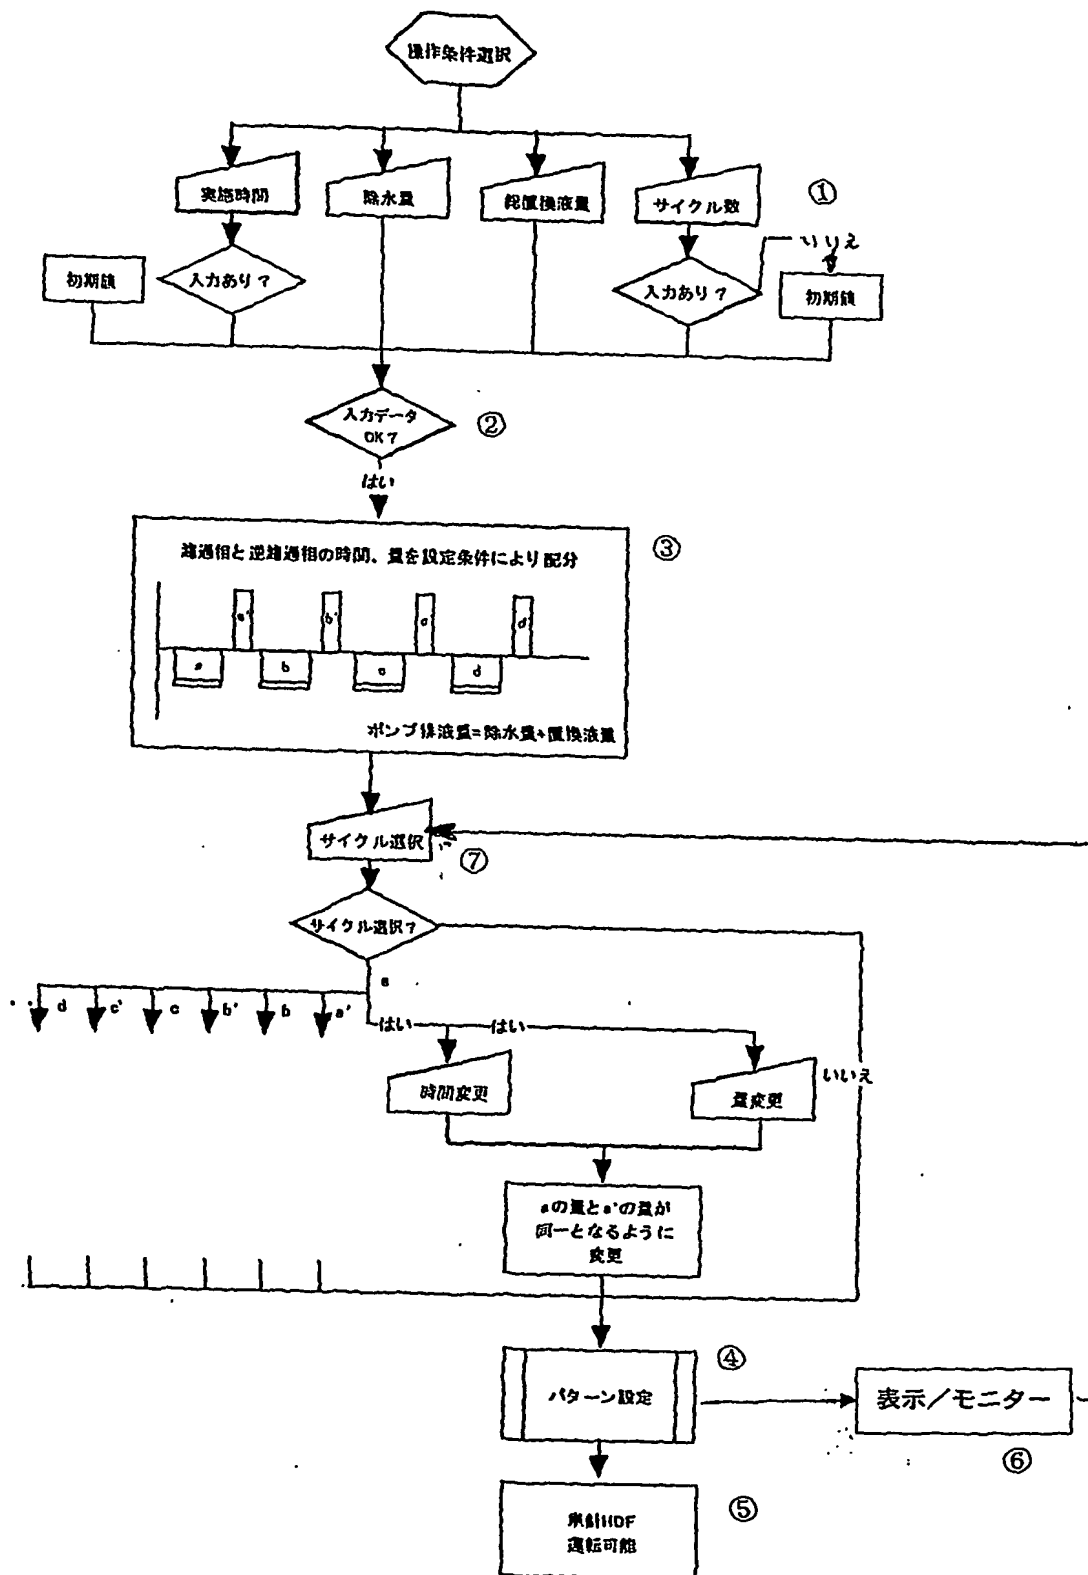 操作条件選択
実施時間
除水量
総置換液量
サイクル数
①
いいえ
初期値
入力あり?
入力あり?
初期値
入力データ
OK?
②
はい
③
濾過相と逆濾過相の時間、量を設定条件により配分
a'
b'
c'
d'
a
b
c
d
ポンプ排液量=除水量+置換液量
サイクル選択
⑦
サイクル選択?
a
d
c'
c
b'
b
a'
はい
はい
時間変更
量変更
いいえ
aの量とa'の量が
同一となるように
変更
④
パターン設定
表示/モニター
⑥
⑤
HDF
運転可能